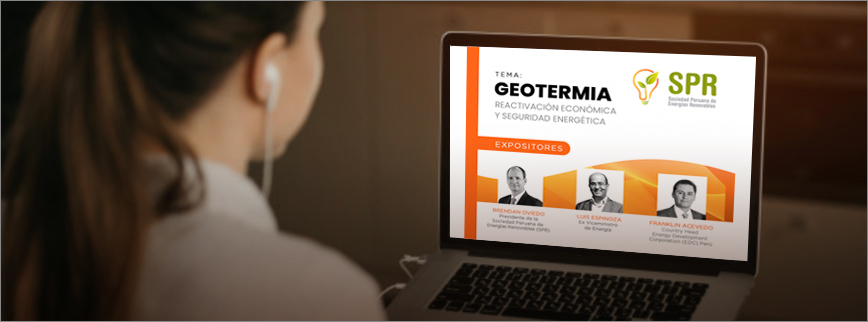 TEMA:
GEOTERMIA
REACTIVACIÓN ECONÓMICA
Y SEGURIDAD ENERGÉTICA
SPR
Sociedad Peruana de
Energías Renovables
EXPOSITORES
BRENDAN OVIEDO
Presidente de la
Sociedad Peruana de
Energías Renovables (SPR)
LUIS ESPINOZA
Ex Viceministro
de Energía
FRANKLIN ACEVEDO
Country Head
Energy Development
Corporation (EDC) Perú